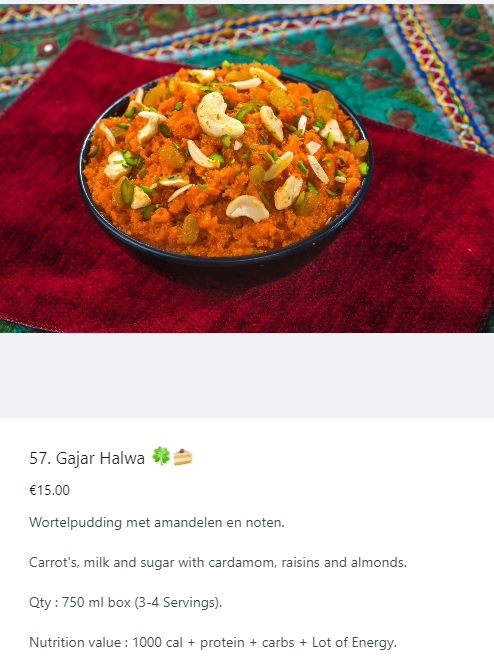 57. Gajar Halwa 🍀🍰
€15.00
Wortelpudding met amandelen en noten.
Carrot's, milk and sugar with cardamom, raisins and almonds.
Qty : 750 ml box (3-4 Servings).
Nutrition value : 1000 cal + protein + carbs + Lot of Energy.